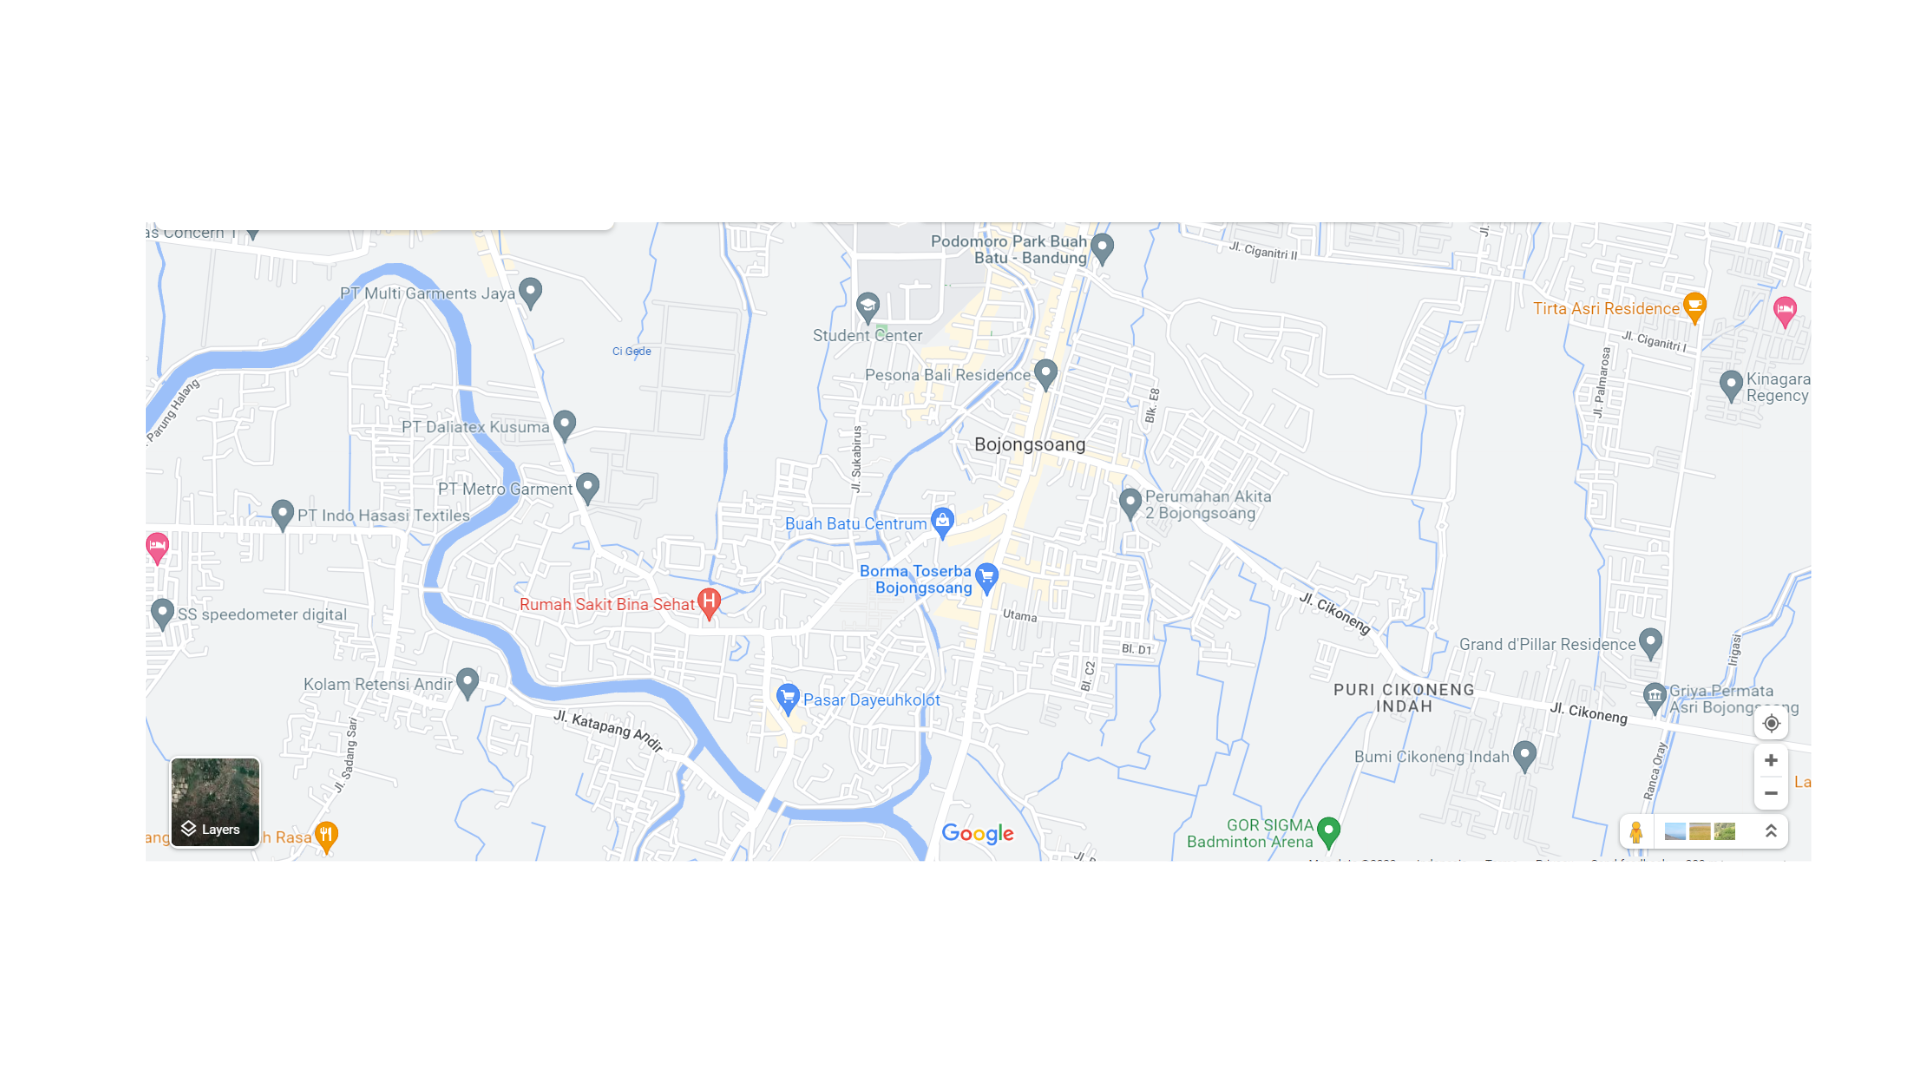 as Concern 1
Podomoro Park Buah
Batu - Bandung
Jl. Ciganitri II
PT Multi Garments Jaya
Tirta Asri Residence
Student Center
Jl. Ciganitri I
Ci Gede
Pesona Bali Residence
Kinagara
Regency
Jl. Palmarosa
Parung Halang
Blk. E8
PT Daliatex Kusuma
Bojongsoang
Jl. Sukabirus
PT Metro Garment
Perumahan Akita
2 Bojongsoang
PT Indo Hasasi Textiles
Buah Batu Centrum
Borma Toserba
Bojongsoang
Rumah Sakit Bina Sehat
SS speedometer digital
Utama
Jl. Cikoneng
Grand d'Pillar Residence
Irigasi
Bl. D1
Bl. C2
Kolam Retensi Andir
PURI CIKONENG
INDAH
Griya Permata
Asri Bojongsoang
Pasar Dayeuhkolot
Jl. Katapang Andir
Jl. Cikoneng
Jl. Sadang Sari
Bumi Cikoneng Indah
Ranca Oray
La
Layers
h Rasa
Google
GOR SIGMA
Badminton Arena